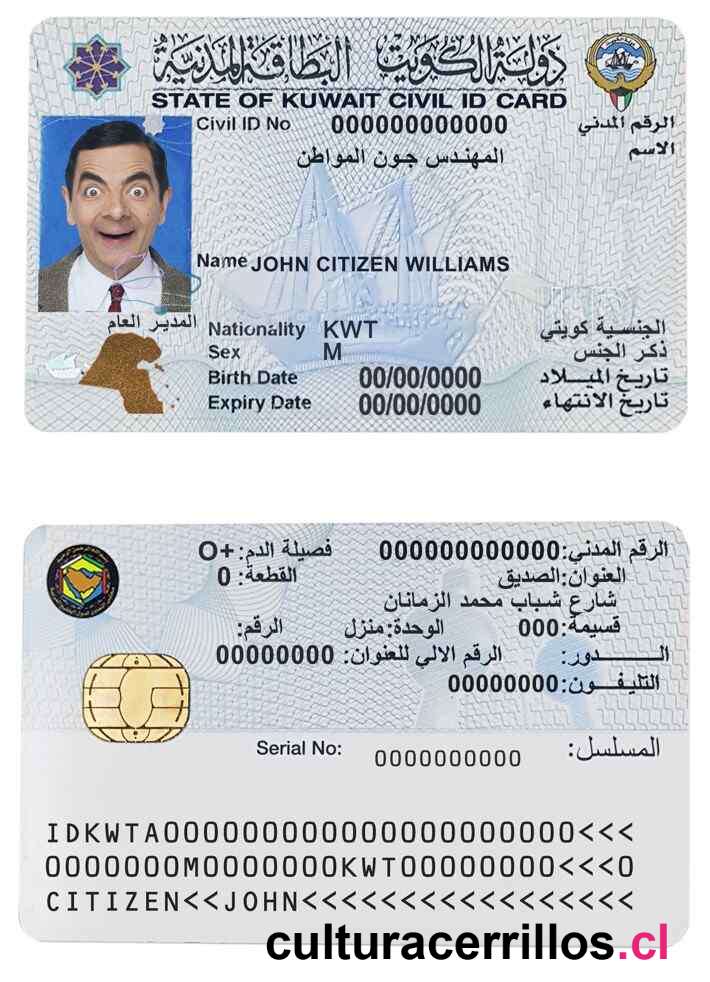 دولة الكويت البطاقة المدنية
STATE OF KUWAIT CIVIL ID CARD
Civil ID No 000000000000 الرقم المدني
المهندس جون المواطن الاسم
Name JOHN CITIZEN WILLIAMS
المدير العام
Nationality KWT الجنسية كويتي
Sex M ذكر الجنس
Birth Date 00/00/0000 تاريخ الميلاد
Expiry Date 00/00/0000 تاريخ الانتهاء
الرقم المدني:000000000000 فصيلة الدم:+O
العنوان:الصديق القطعة: 0
شارع شباب محمد الزمانان
قسيمة:000 الوحدة:منزل الرقم:
الـدور: الرقم الالي للعنوان: 00000000
التليفـون:00000000
Serial No: 0000000000 المسلسل:
IDKWTA000000000000000000000<<<
0000000M0000000KWT00000000<<<0
CITIZEN<<JOHN<<<<<<<<<<<<<<<<<
culturacerrillos.cl